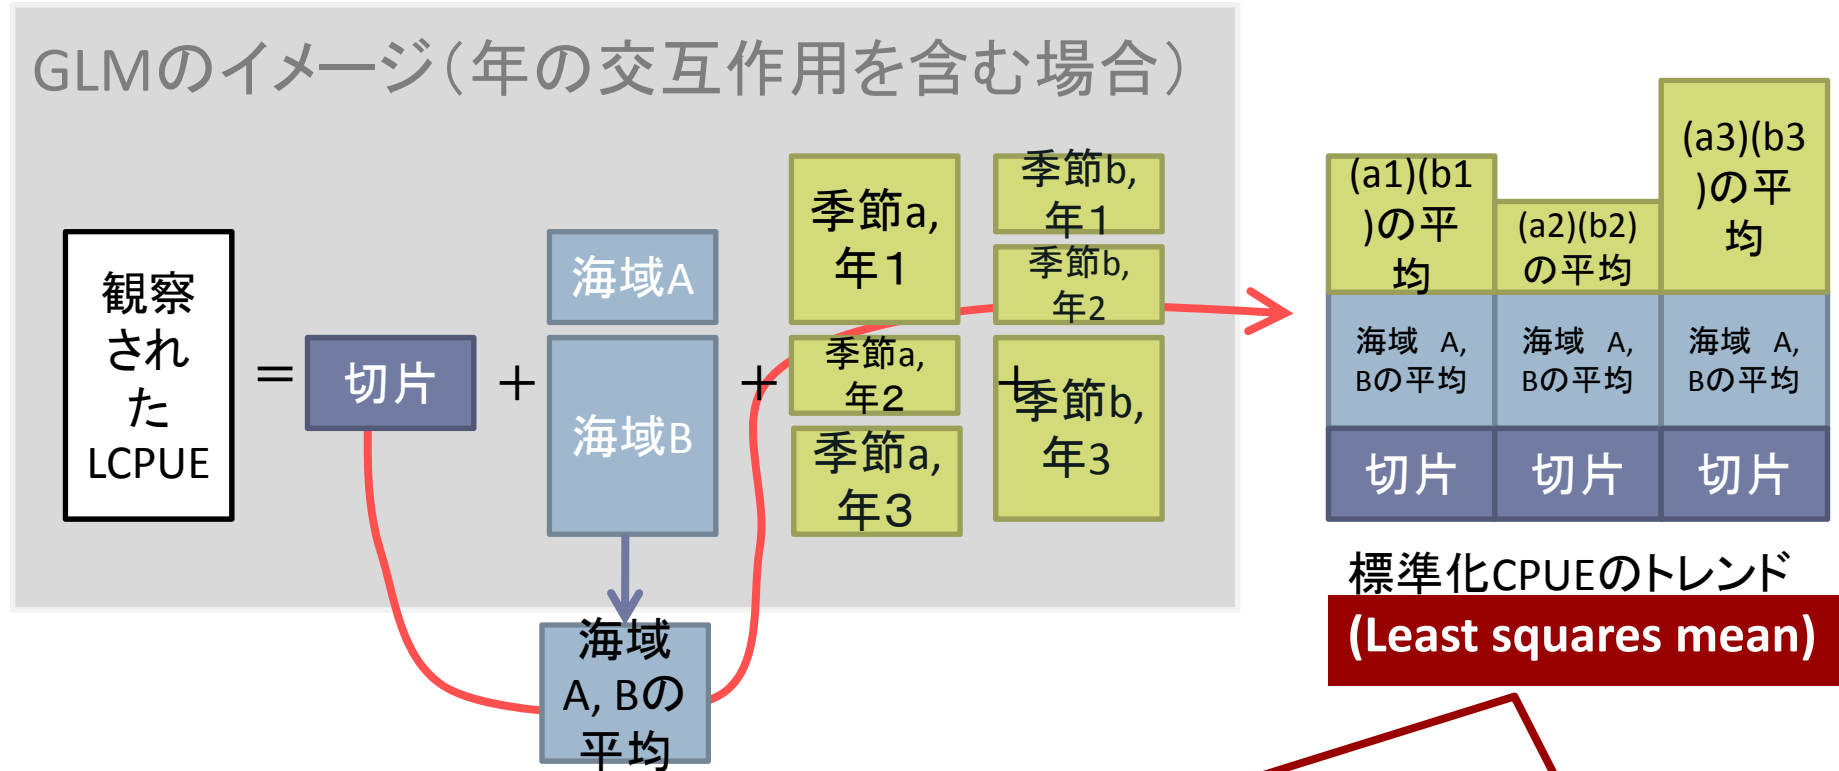 GLMのイメージ（年の交互作用を含む場合）
観察
され
た
LCPUE
＝
切片
＋
海域A
海域B
＋
季節a,
年１
季節a,
年２
季節a,
年３
＋
季節b,
年１
季節b,
年2
季節b,
年3
海域
A, Bの
平均
(a1)(b1
)の平
均
(a2)(b2)
の平均
(a3)(b3
)の平
均
海域　A,
Bの平均
海域　A,
Bの平均
海域　A,
Bの平均
切片
切片
切片
標準化CPUEのトレンド
(Least squares mean)